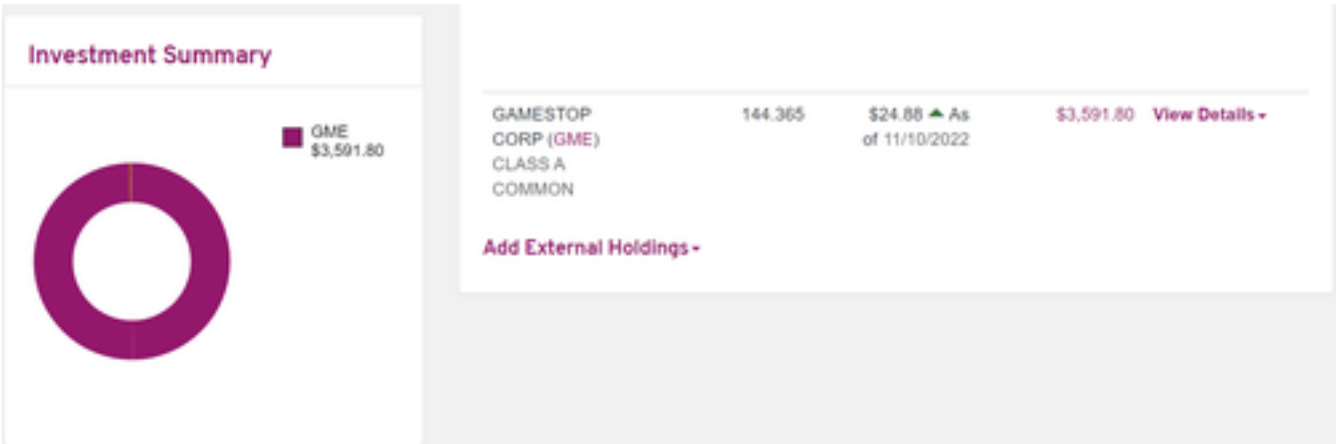 Investment Summary
GME
$3,591.80
GAMESTOP 144.365 $24.88 As $3,591.80 View Details
CORP (GME) of 11/10/2022
CLASS A
COMMON
Add External Holdings